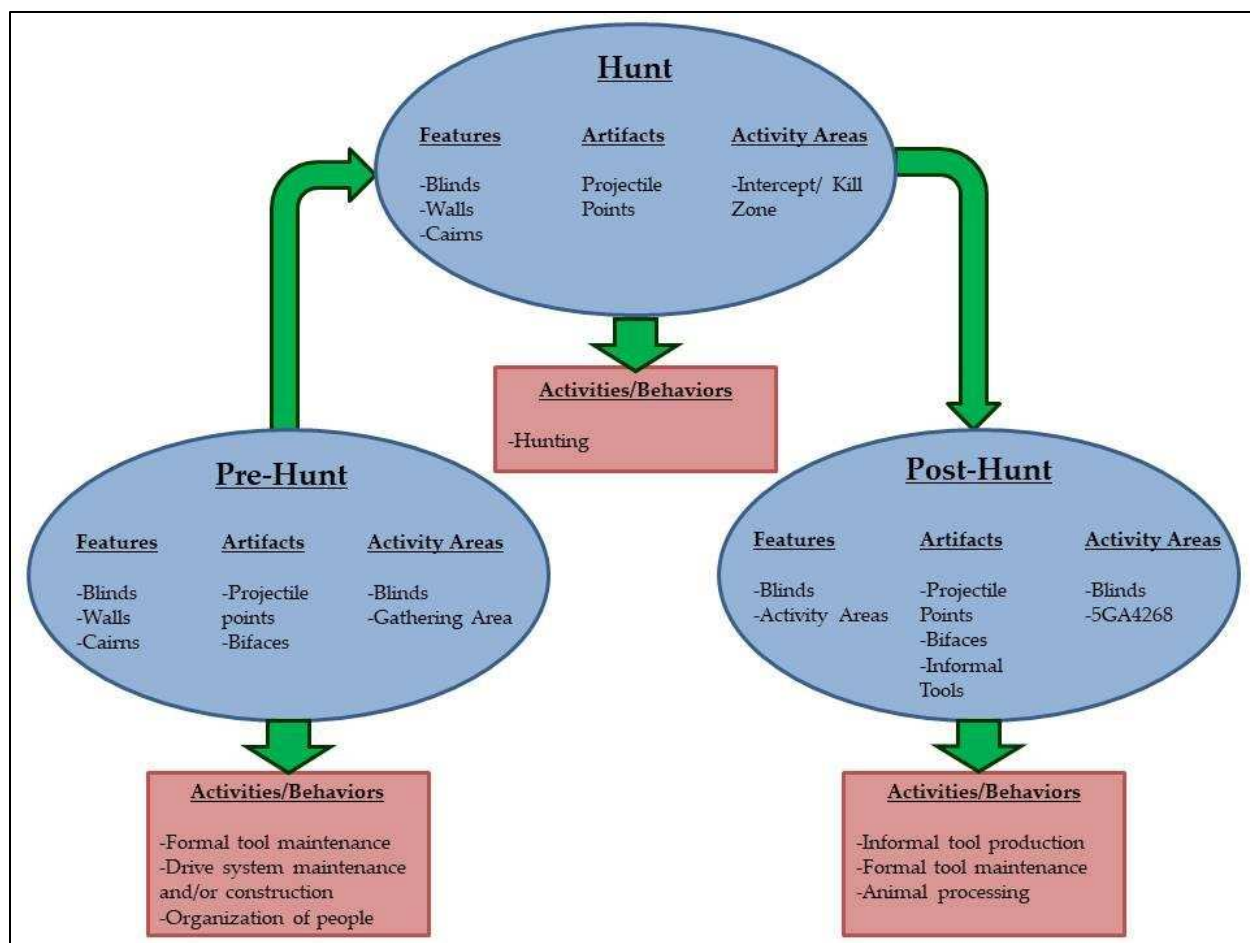 Hunt
Features
-Blinds
-Walls
-Cairns
Artifacts
Projectile
Points
Activity Areas
-Intercept/ Kill
Zone
Activities/Behaviors
-Hunting
Pre-Hunt
Features
-Blinds
-Walls
-Cairns
Artifacts
-Projectile
points
-Bifaces
Activity Areas
-Blinds
-Gathering Area
Activities/Behaviors
-Formal tool maintenance
-Drive system maintenance
and/or construction
-Organization of people
Post-Hunt
Features
-Blinds
-Activity Areas
Artifacts
-Projectile
Points
-Bifaces
-Informal
Tools
Activity Areas
-Blinds
-5GA4268
Activities/Behaviors
-Informal tool production
-Formal tool maintenance
-Animal processing